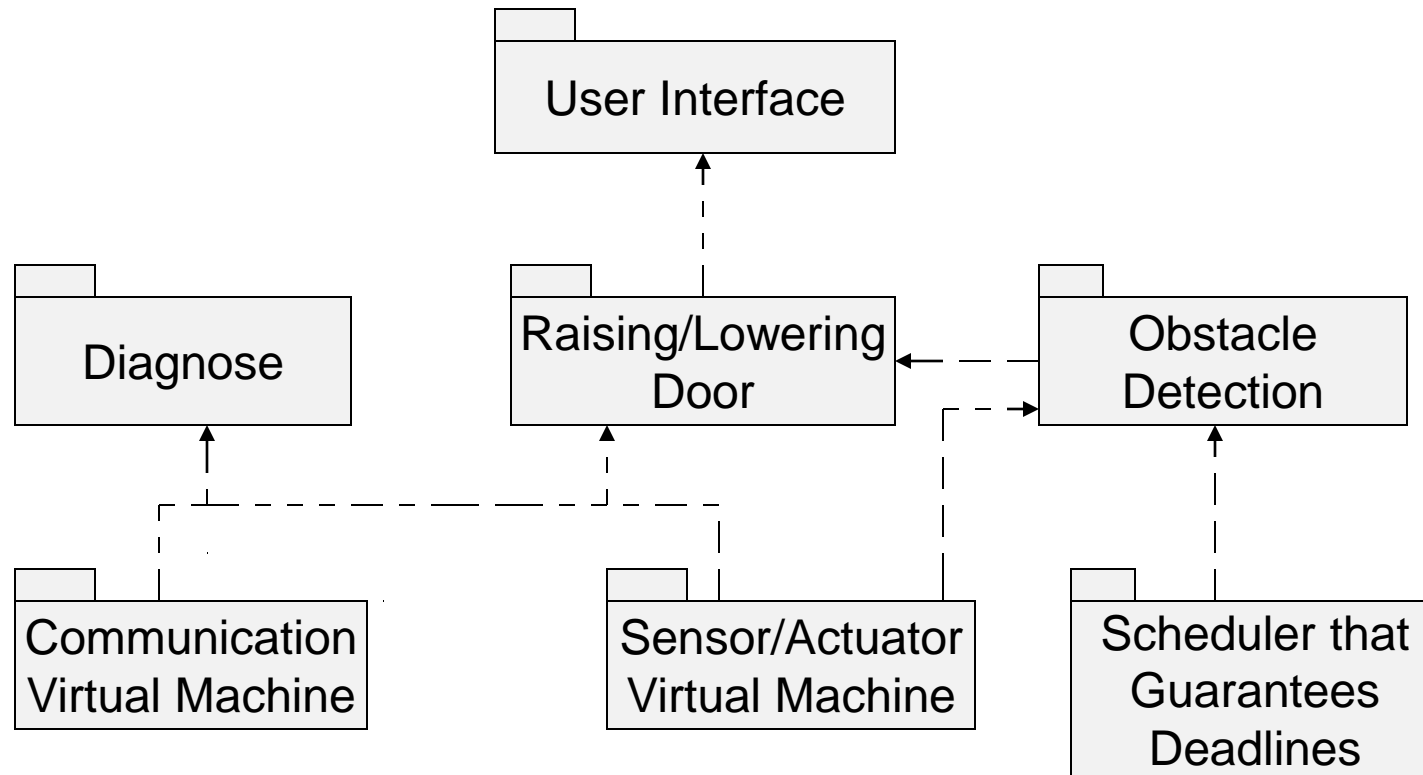 User Interface
Diagnose
Raising/Lowering
Door
Obstacle
Detection
Communication
Virtual Machine
Sensor/Actuator
Virtual Machine
Scheduler that
Guarantees
Deadlines